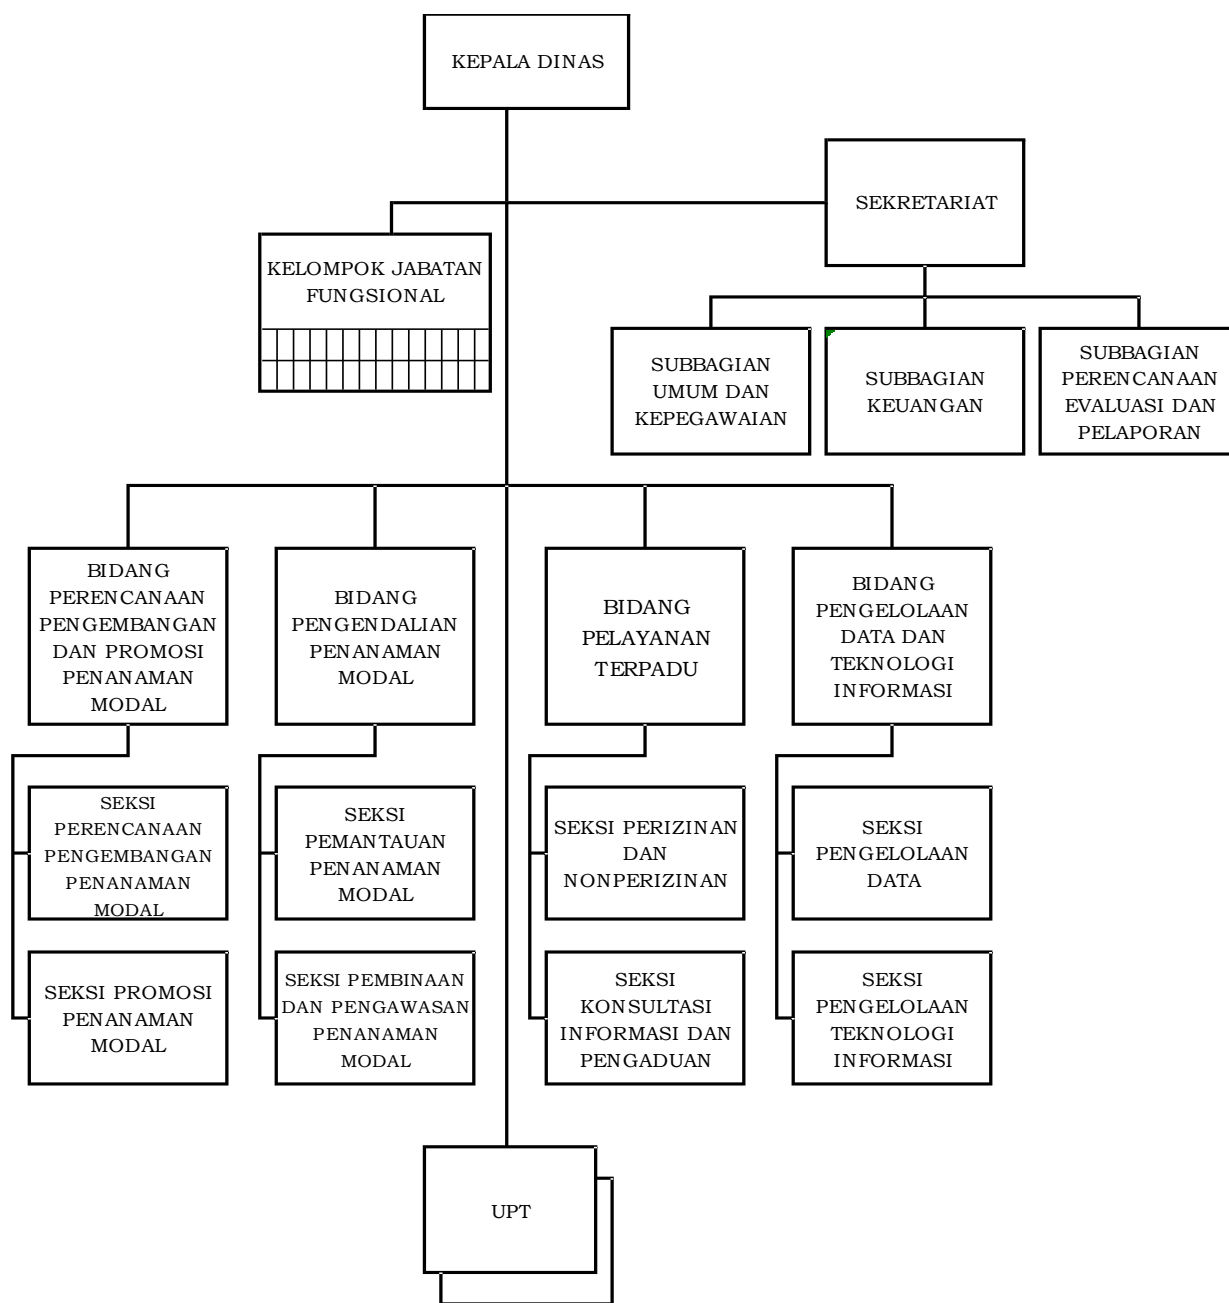 KEPALA DINAS
SEKRETARIAT
KELOMPOK JABATAN
FUNGSIONAL
SUBBAGIAN
UMUM DAN
KEPEGAWAIAN
SUBBAGIAN
KEUANGAN
SUBBAGIAN
PERENCANAAN
EVALUASI DAN
PELAPORAN
BIDANG
PERENCANAAN
PENGEMBANGAN
DAN PROMOSI
PENANAMAN
MODAL
BIDANG
PENGENDALIAN
PENANAMAN
MODAL
BIDANG
PELAYANAN
TERPADU
BIDANG
PENGELOLAAN
DATA DAN
TEKNOLOGI
INFORMASI
SEKSI
PERENCANAAN
PENGEMBANGAN
PENANAMAN
MODAL
SEKSI
PEMANTAUAN
PENANAMAN
MODAL
SEKSI PERIZINAN
DAN
NONPERIZINAN
SEKSI
PENGELOLAAN
DATA
SEKSI PROMOSI
PENANAMAN
MODAL
SEKSI PEMBINAAN
DAN PENGAWASAN
PENANAMAN
MODAL
SEKSI
KONSULTASI
INFORMASI DAN
PENGADUAN
SEKSI
PENGELOLAAN
TEKNOLOGI
INFORMASI
UPT